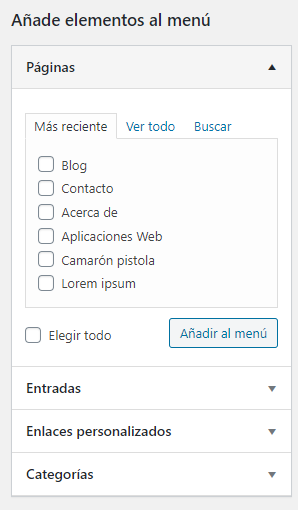 Añade elementos al menú
Páginas
Más reciente Ver todo Buscar
Blog
Contacto
Acerca de
Aplicaciones Web
Camarón pistola
Lorem ipsum
Elegir todo Añadir al menú
Entradas
Enlaces personalizados
Categorías